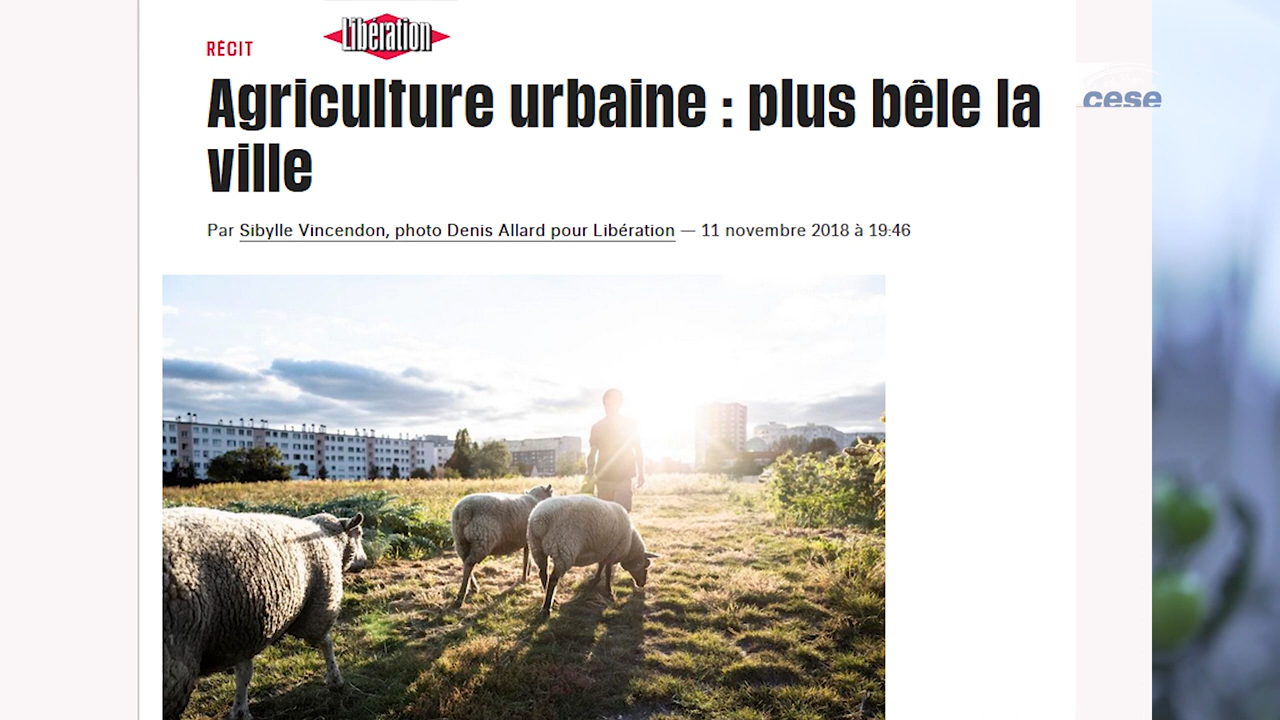 RÉCIT
Libération
Agriculture urbaine : plus bêle la
ville
Par Sibylle Vincendon, photo Denis Allard pour Libération — 11 novembre 2018 à 19:46
cese